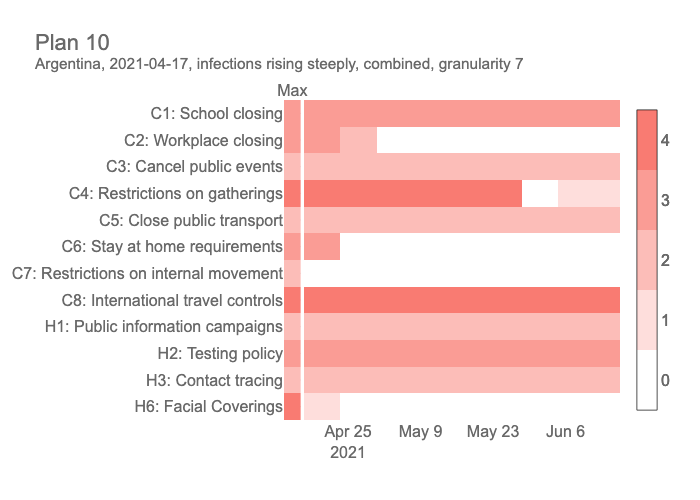 Plan 10
Argentina, 2021-04-17, infections rising steeply, combined, granularity 7
Max
C1: School closing
C2: Workplace closing
C3: Cancel public events
C4: Restrictions on gatherings
C5: Close public transport
C6: Stay at home requirements
C7: Restrictions on internal movement
C8: International travel controls
H1: Public information campaigns
H2: Testing policy
H3: Contact tracing
H6: Facial Coverings
Apr 25 May 9 May 23 Jun 6
2021
4
3
2
1
0